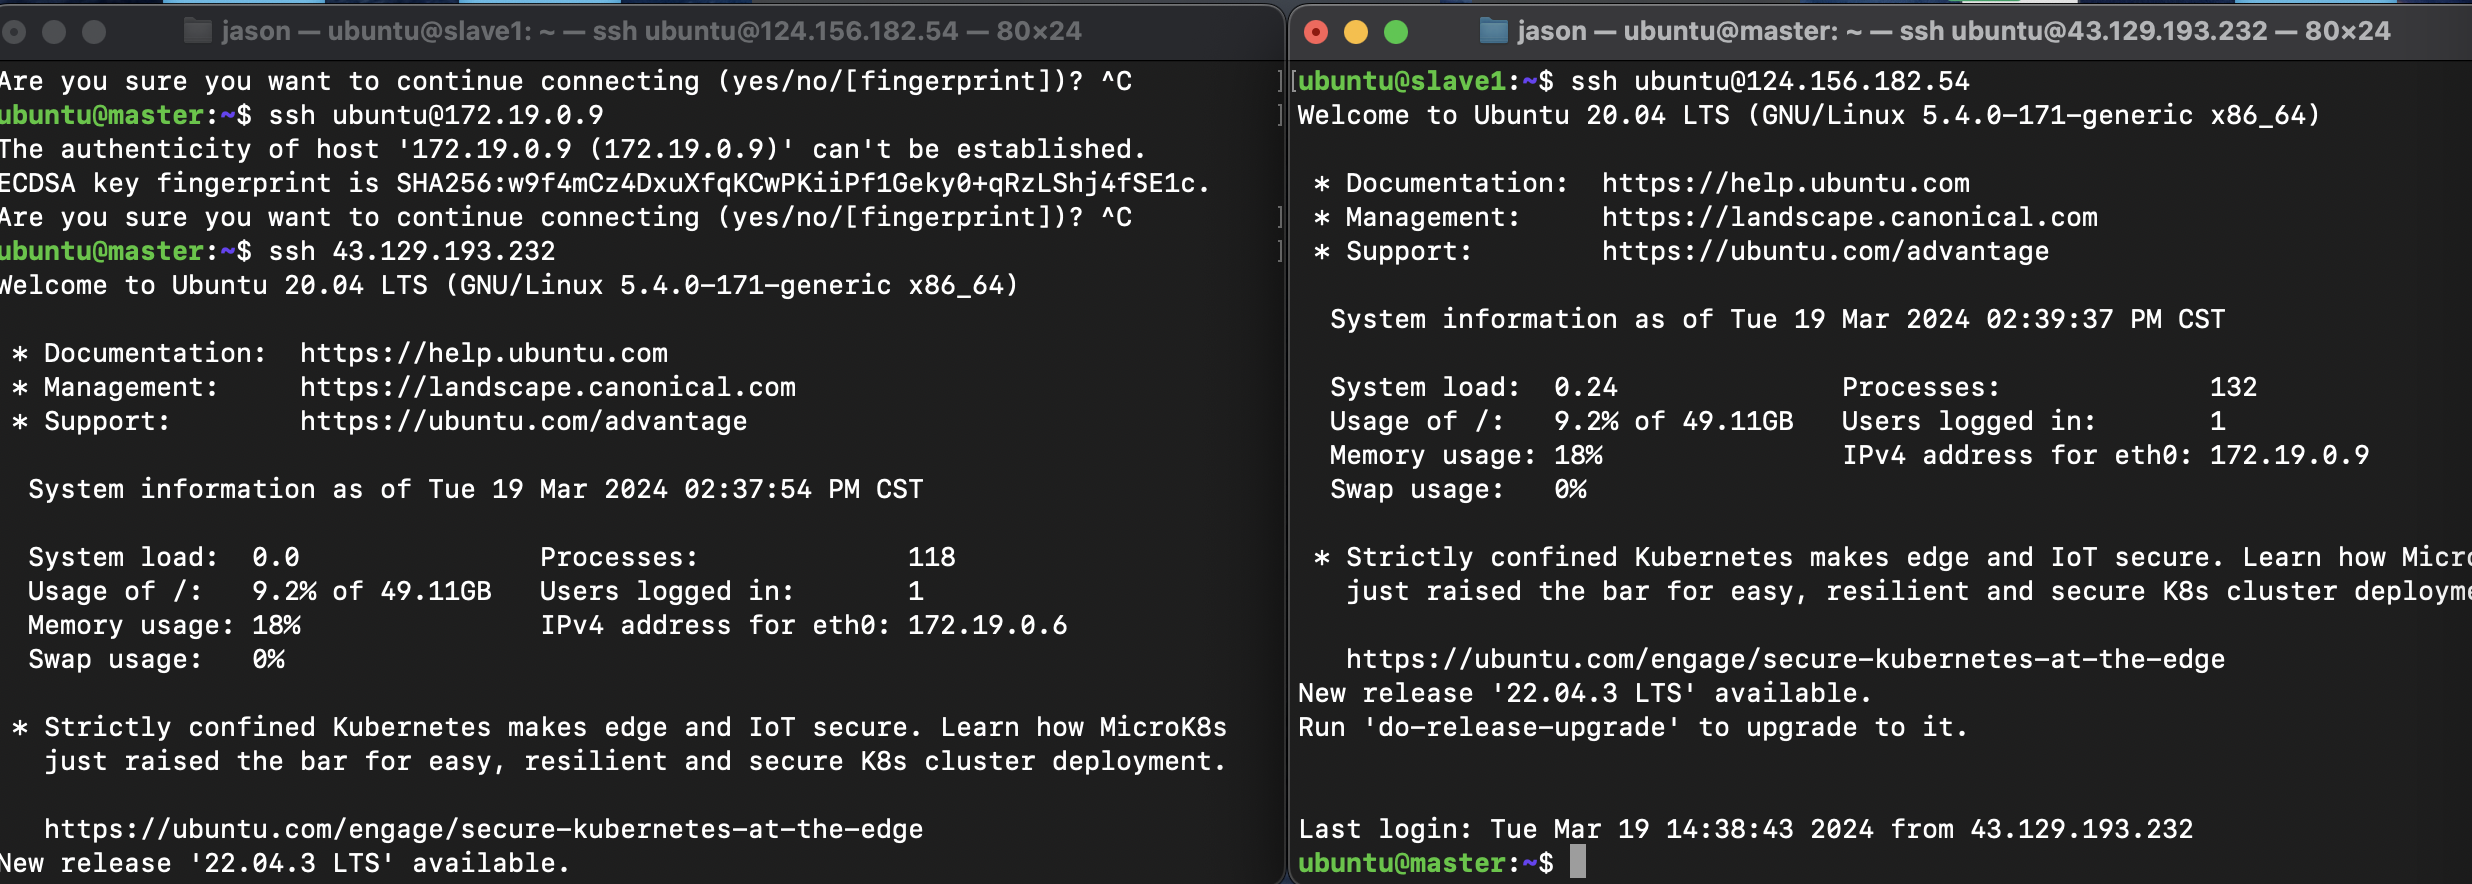 jason — ubuntu@slave1: ~ — ssh ubuntu@124.156.182.54 — 80×24
Are you sure you want to continue connecting (yes/no/[fingerprint])? ^C
ubuntu@master:~$ ssh ubuntu@172.19.0.9
The authenticity of host '172.19.0.9 (172.19.0.9)' can't be established.
ECDSA key fingerprint is SHA256:w9f4mCz4DxuXfqKCwPKiiPf1Geky0+qRzLShj4fSE1c.
Are you sure you want to continue connecting (yes/no/[fingerprint])? ^C
ubuntu@master:~$ ssh 43.129.193.232
Welcome to Ubuntu 20.04 LTS (GNU/Linux 5.4.0-171-generic x86_64)
* Documentation:  https://help.ubuntu.com
* Management:     https://landscape.canonical.com
* Support:        https://ubuntu.com/advantage
System information as of Tue 19 Mar 2024 02:37:54 PM CST
System load:  0.0               Processes:             118
Usage of /:   9.2% of 49.11GB   Users logged in:       1
Memory usage: 18%               IPv4 address for eth0: 172.19.0.6
Swap usage:   0%
* Strictly confined Kubernetes makes edge and IoT secure. Learn how MicroK8s
just raised the bar for easy, resilient and secure K8s cluster deployment.
https://ubuntu.com/engage/secure-kubernetes-at-the-edge
New release '22.04.3 LTS' available.
jason — ubuntu@master: ~ — ssh ubuntu@43.129.193.232 — 80×24
ubuntu@slave1:~$ ssh ubuntu@124.156.182.54
Welcome to Ubuntu 20.04 LTS (GNU/Linux 5.4.0-171-generic x86_64)
* Documentation:  https://help.ubuntu.com
* Management:     https://landscape.canonical.com
* Support:        https://ubuntu.com/advantage
System information as of Tue 19 Mar 2024 02:39:37 PM CST
System load:  0.24              Processes:             132
Usage of /:   9.2% of 49.11GB   Users logged in:       1
Memory usage: 18%               IPv4 address for eth0: 172.19.0.9
Swap usage:   0%
* Strictly confined Kubernetes makes edge and IoT secure. Learn how Micro
just raised the bar for easy, resilient and secure K8s cluster deployme
https://ubuntu.com/engage/secure-kubernetes-at-the-edge
New release '22.04.3 LTS' available.
Run 'do-release-upgrade' to upgrade to it.
Last login: Tue Mar 19 14:38:43 2024 from 43.129.193.232
ubuntu@master:~$